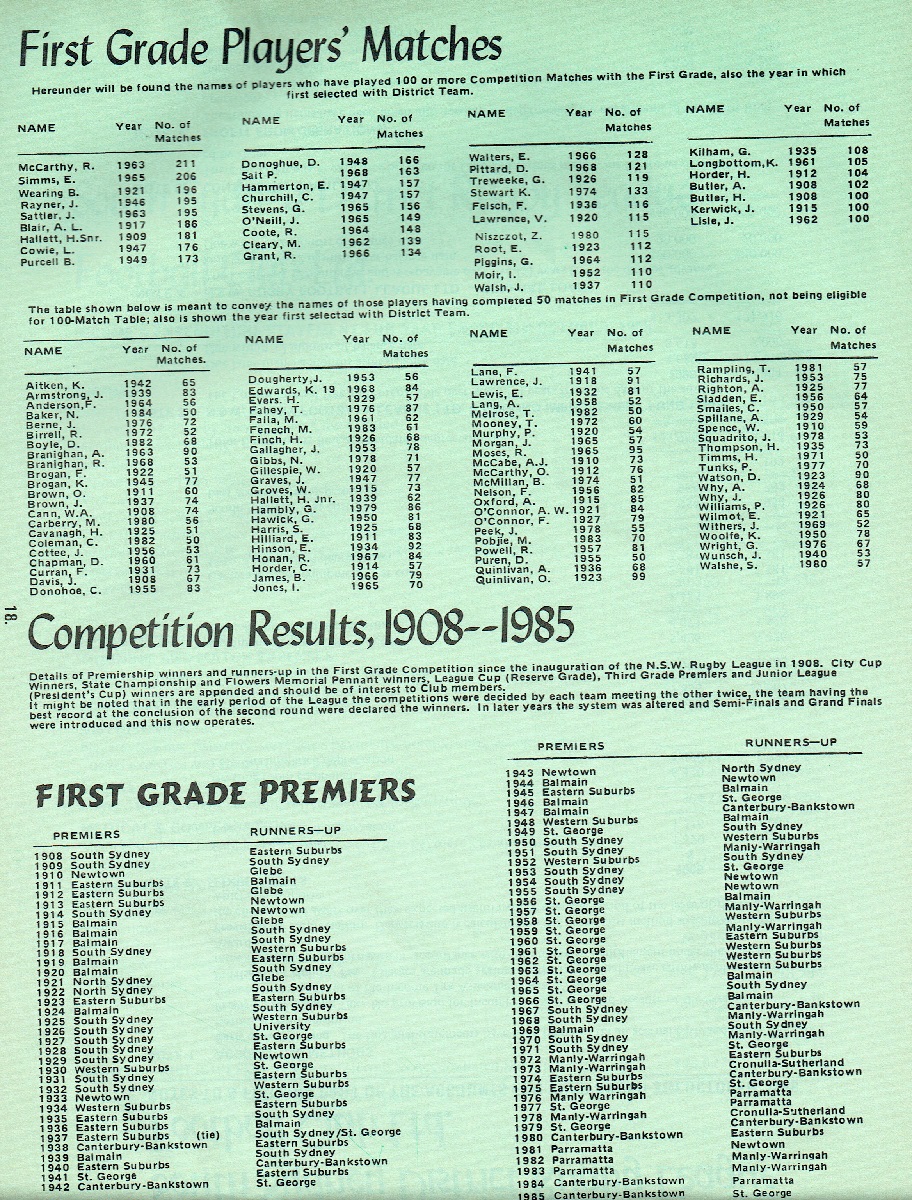 First Grade Players' Matches
Hereunder will be found the names of players who have played 100 or more Competition Matches with the First Grade, also the year in which
first selected with District Team.
NAME Year No. of Matches
McCarthy, R. 1963 211
Simms, E. 1965 206
Wearing B. 1921 196
Rayner, J. 1946 195
Sattler, J. 1963 195
Blair, A. L. 1917 186
Hallett, H.Snr. 1909 181
Cowie, L. 1947 176
Purcell B. 1949 173
NAME Year No. of Matches
Donoghue, D. 1948 166
Sait P. 1968 163
Hammerton, E. 1947 157
Churchill, C. 1947 157
Stevens, G. 1965 156
O'Neill, J. 1965 149
Coote, R. 1964 148
Cleary, M. 1962 139
Grant, R. 1966 134
NAME Year No. of Matches
Walters, E. 1966 128
Pittard, D. 1968 121
Treweeke, G. 1926 119
Stewart K. 1974 133
Felsch, F. 1936 116
Lawrence, V. 1920 115
Niszczot, Z. 1980 115
Root, E. 1923 112
Piggins, G. 1964 112
Moir, I. 1952 110
Walsh, J. 1937 110
NAME Year No. of Matches
Kilham, G. 1935 108
Longbottom,K. 1961 105
Horder, H. 1912 104
Butler, A. 1908 102
Butler, H. 1908 100
Kerwick, J. 1915 100
Lisle, J. 1962 100
The table shown below is meant to convey the names of those players having completed 50 matches in First Grade Competition, not being eligible
for 100-Match Table; also is shown the year first selected with District Team.
NAME Year No. of Matches.
Aitken, K. 1942 65
Armstrong, J. 1939 83
Anderson,F. 1964 56
Baker, N. 1984 50
Berne, J. 1976 72
Birrell, R. 1972 52
Boyle, D. 1982 68
Branighan, A. 1963 90
Branighan, R. 1968 53
Brogan, F. 1922 51
Brogan, K. 1945 77
Brown, O. 1911 60
Brown, J. 1937 74
Cann, W.A. 1908 74
Carberry, M. 1980 56
Cavanagh, H. 1925 51
Coleman, C. 1982 50
Cottee, J. 1956 53
Chapman, D. 1960 61
Curran, F. 1931 73
Davis, J. 1908 67
Donohoe, C. 1955 83
NAME Year No. of Matches
Dougherty,J. 1953 56
Edwards, K. 19 1968 84
Evers, H. 1929 57
Fahey, T. 1976 87
Falla, M. 1961 62
Fenech, M. 1983 61
Finch, H. 1926 68
Gallagher, J. 1953 78
Gibbs, N. 1978 71
Gillespie, W. 1920 57
Graves, J. 1947 77
Groves, W. 1915 73
Hallett, H. Jnr. 1939 62
Hambly, G. 1979 86
Hawick, G. 1950 81
Harris, S. 1925 68
Hilliard, E. 1911 83
Hinson, E. 1934 92
Honan, R. 1967 84
Horder, C. 1914 57
James, B. 1966 79
Jones, I. 1965 70
NAME Year No. of Matches
Lane, F. 1941 57
Lawrence, J. 1918 91
Lewis, E. 1932 81
Lang, A. 1958 52
Melrose, T. 1982 50
Mooney, T. 1972 60
Murphy, P. 1920 54
Morgan, J. 1965 57
Moses, R. 1965 95
McCabe, A.J. 1910 73
McCarthy, O. 1912 76
McMillan, B. 1974 51
Nelson, F. 1956 82
Oxford, A. 1915 85
O'Connor, A. W. 1921 84
O'Connor, F. 1927 79
Peek, J. 1978 55
Pobjie, M. 1983 70
Powell, R. 1957 81
Puren, D. 1955 50
Quinlivan, A. 1936 68
Quinlivan, O. 1923 99
NAME Year No. of Matches
Rampling, T. 1981 57
Richards, J. 1953 75
Righton, A. 1925 77
Sladden, E. 1956 64
Smailes, C. 1950 57
Spillane, A. 1929 54
Spence, W. 1910 59
Squadrito, J. 1978 53
Thompson, H. 1935 73
Timms, H. 1971 50
Tunks, P. 1977 70
Watson, D. 1923 90
Why, A. 1924 68
Why, J. 1926 80
Williams, P. 1926 80
Wilmot, E. 1921 65
Withers, J. 1969 52
Woolfe, K. 1950 78
Wright, G. 1976 67
Wunsch, J. 1940 53
Walshe, S. 1980 57
18.
Competition Results, 1908--1985
Details of Premiership winners and runners-up in the First Grade Competition since the inauguration of the N.S.W. Rugby League in 1908. City Cup
Winners, State Championship and Flowers Memorial Pennant winners, League Cup (Reserve Grade), Third Grade Premiers and Junior League
(President's Cup) winners are appended and should be of interest to Club members.
It might be noted that in the early period of the League the competitions were decided by each team meeting the other twice, the team having the
best record at the conclusion of the second round were declared the winners. In later years the system was altered and Semi-Finals and Grand Finals
were introduced and this now operates.
FIRST GRADE PREMIERS
PREMIERS RUNNERS—UP
1908 South Sydney Eastern Suburbs
1909 South Sydney South Sydney
1910 Newtown Glebe
1911 Eastern Suburbs Balmain
1912 Eastern Suburbs Glebe
1913 Eastern Suburbs Newtown
1914 South Sydney Newtown
1915 Balmain Glebe
1916 Balmain South Sydney
1917 Balmain South Sydney
1918 South Sydney Western Suburbs
1919 Balmain Eastern Suburbs
1920 Balmain South Sydney
1921 North Sydney Glebe
1922 North Sydney South Sydney
1923 Eastern Suburbs Eastern Suburbs
1924 Balmain South Sydney
1925 South Sydney Western Suburbs
1926 South Sydney University
1927 South Sydney St. George
1928 South Sydney Eastern Suburbs
1929 South Sydney Newtown
1930 Western Suburbs St. George
1931 South Sydney Eastern Suburbs
1932 South Sydney Western Suburbs
1933 Newtown St. George
1934 Western Suburbs Eastern Suburbs
1935 Eastern Suburbs South Sydney
1936 Eastern Suburbs Balmain
1937 Eastern Suburbs (tie) South Sydney/St. George
1938 Canterbury-Bankstown Eastern Suburbs
1939 Balmain South Sydney
1940 Eastern Suburbs Canterbury-Bankstown
1941 St. George Eastern Suburbs
1942 Canterbury-Bankstown St. George
PREMIERS RUNNERS—UP
1943 Newtown North Sydney
1944 Balmain Newtown
1945 Eastern Suburbs Balmain
1946 Balmain St. George
1947 Balmain Canterbury-Bankstown
1948 Western Suburbs Balmain
1949 St. George South Sydney
1950 South Sydney Western Suburbs
1951 South Sydney Manly-Warringah
1952 Western Suburbs South Sydney
1953 South Sydney St. George
1954 South Sydney Newtown
1955 South Sydney Newtown
1956 St. George Balmain
1957 St. George Manly-Warringah
1958 St. George Western Suburbs
1959 St. George Manly-Warringah
1960 St. George Eastern Suburbs
1961 St. George Western Suburbs
1962 St. George Western Suburbs
1963 St. George Western Suburbs
1964 St. George Balmain
1965 St. George South Sydney
1966 St. George Balmain
1967 South Sydney Canterbury-Bankstown
1968 South Sydney Manly-Warringah
1969 Balmain South Sydney
1970 South Sydney Manly-Warringah
1971 South Sydney St. George
1972 Manly-Warringah Eastern Suburbs
1973 Manly-Warringah Cronulla-Sutherland
1974 Eastern Suburbs Canterbury-Bankstown
1975 Eastern Suburbs St. George
1976 Manly Warringah Parramatta
1977 St. George Parramatta
1978 Manly-Warringah Cronulla-Sutherland
1979 St. George Canterbury-Bankstown
1980 Canterbury-Bankstown Eastern Suburbs
1981 Parramatta Newtown
1982 Parramatta Manly-Warringah
1983 Parramatta Manly-Warringah
1984 Canterbury-Bankstown Parramatta
1985 Canterbury-Bankstown St. George